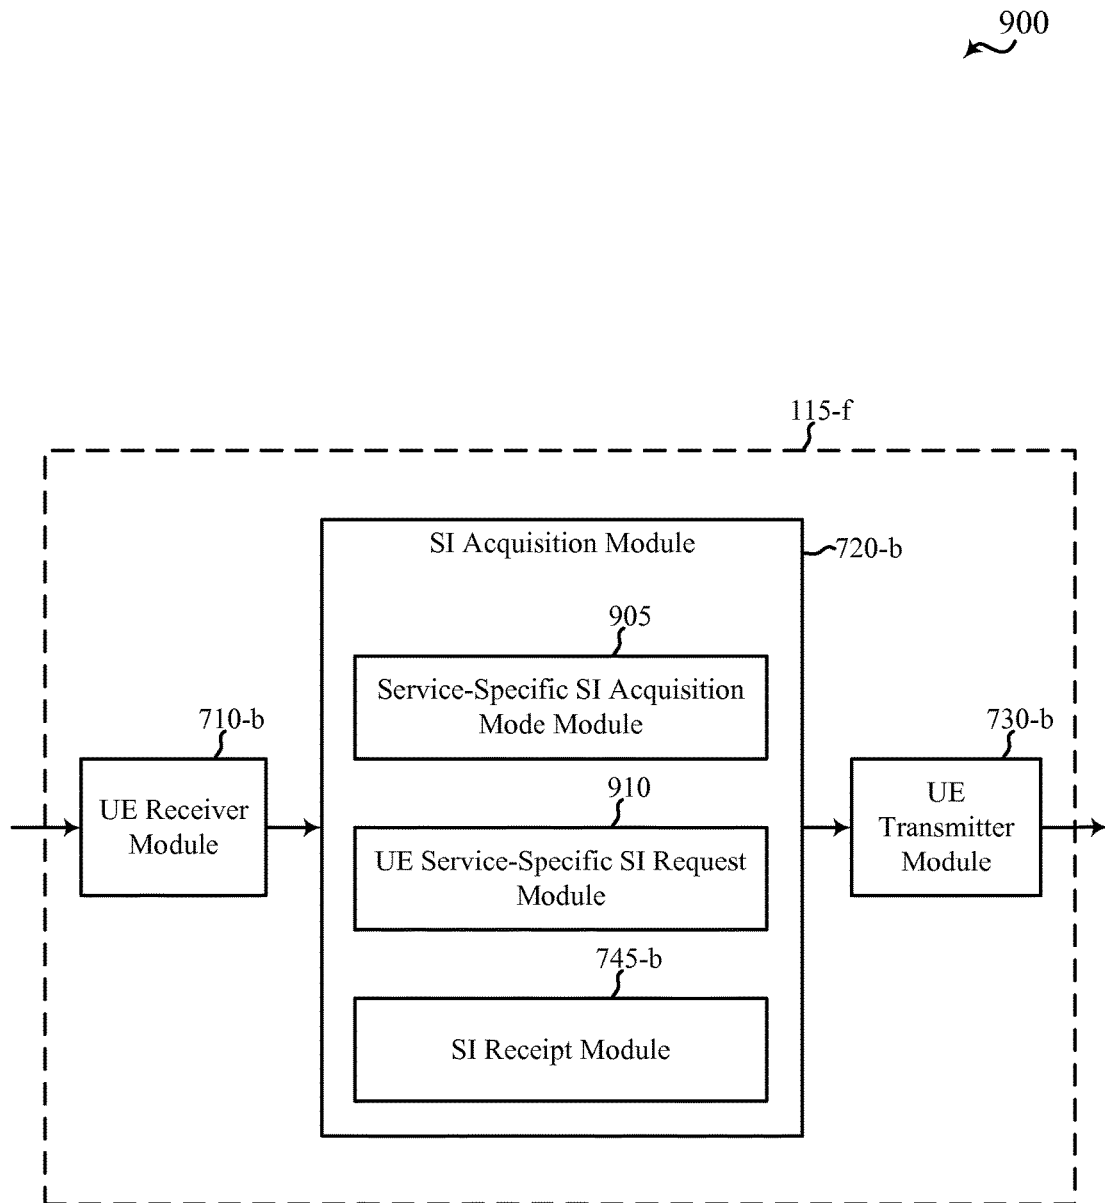 900
115-f
SI Acquisition Module
720-b
905
Service-Specific SI Acquisition
Mode Module
710-b
UE Receiver
Module
730-b
UE
Transmitter
Module
910
UE Service-Specific SI Request
Module
745-b
SI Receipt Module